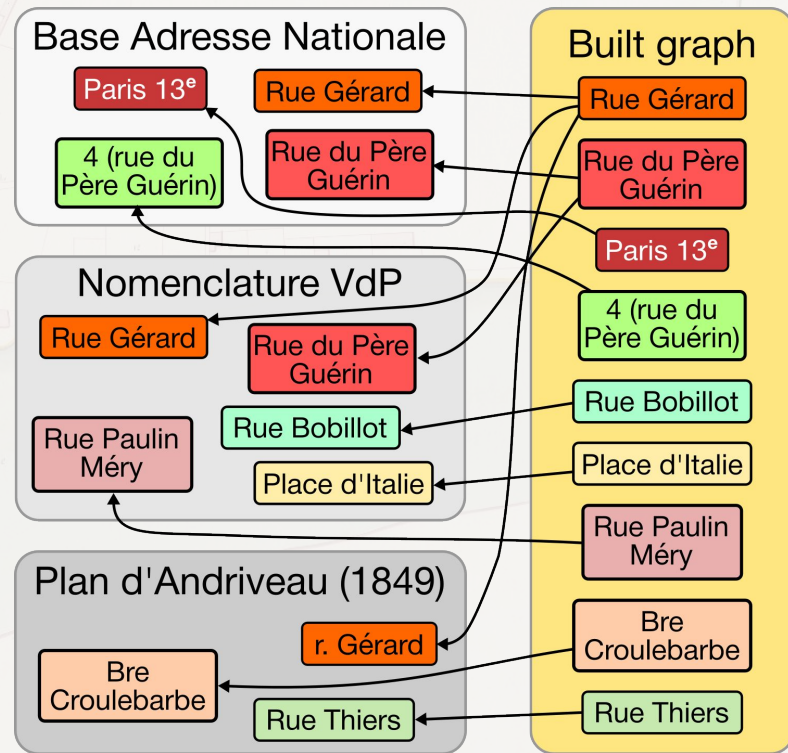 Base Adresse Nationale
Paris 13ᵉ
Rue Gérard
4 (rue du
Père Guérin)
Rue du Père
Guérin
Nomenclature VdP
Rue Gérard
Rue du Père
Guérin
Rue Paulin
Méry
Rue Bobillot
Place d'Italie
Plan d'Andriveau (1849)
r. Gérard
Bre
Croulebarbe
Rue Thiers
Built graph
Rue Gérard
Rue du Père
Guérin
Paris 13ᵉ
4 (rue du
Père Guérin)
Rue Bobillot
Place d'Italie
Rue Paulin
Méry
Bre
Croulebarbe
Rue Thiers